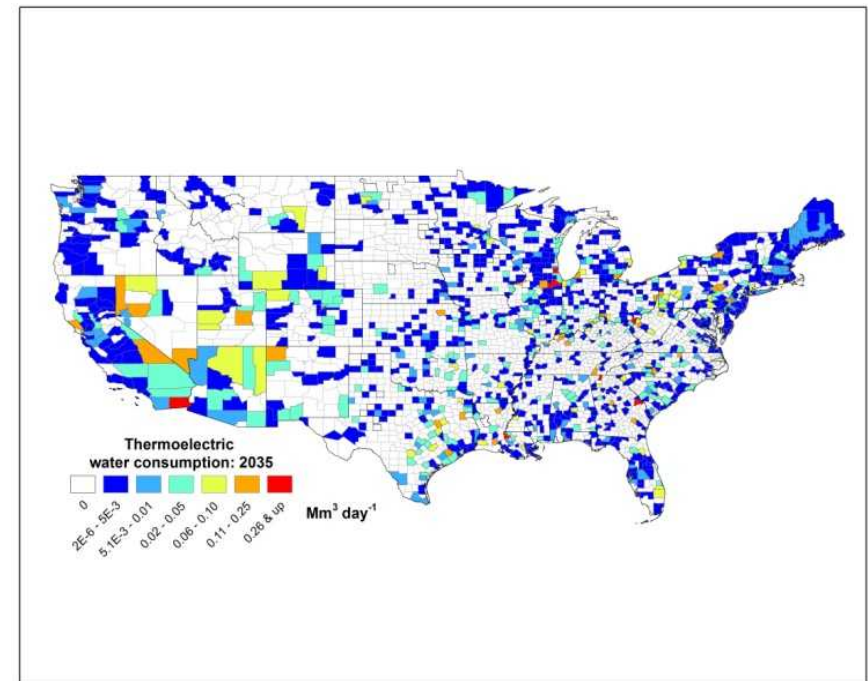 Thermoelectric
water consumption: 2035
0
2E-6 - 5E-3
5.1E-3 - 0.01
0.02 - 0.05
0.06 - 0.10
0.11 - 0.25
0.26 & up
Mm³ day⁻¹